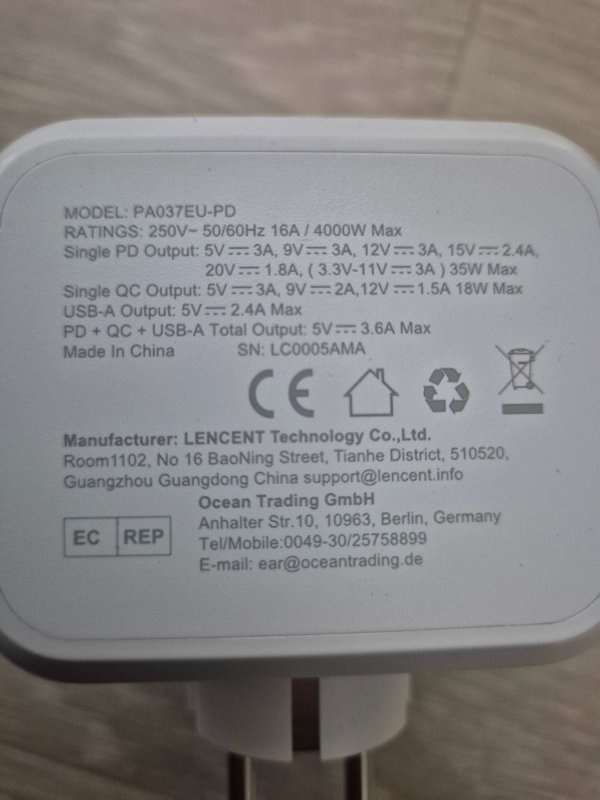 MODEL: PA037EU-PD
RATINGS: 250V~ 50/60Hz 16A / 4000W Max
Single PD Output: 5V⎓3A, 9V⎓3A, 12V⎓3A, 15V⎓2.4A,
20V⎓1.8A, ( 3.3V-11V⎓3A ) 35W Max
Single QC Output: 5V⎓3A, 9V⎓2A,12V⎓1.5A 18W Max
USB-A Output: 5V⎓2.4A Max
PD + QC + USB-A Total Output: 5V⎓3.6A Max
Made In China SN: LC0005AMA
CE
Manufacturer: LENCENT Technology Co.,Ltd.
Room1102, No 16 BaoNing Street, Tianhe District, 510520,
Guangzhou Guangdong China support@lencent.info
Ocean Trading GmbH
EC REP
Anhalter Str.10, 10963, Berlin, Germany
Tel/Mobile:0049-30/25758899
E-mail: ear@oceantrading.de